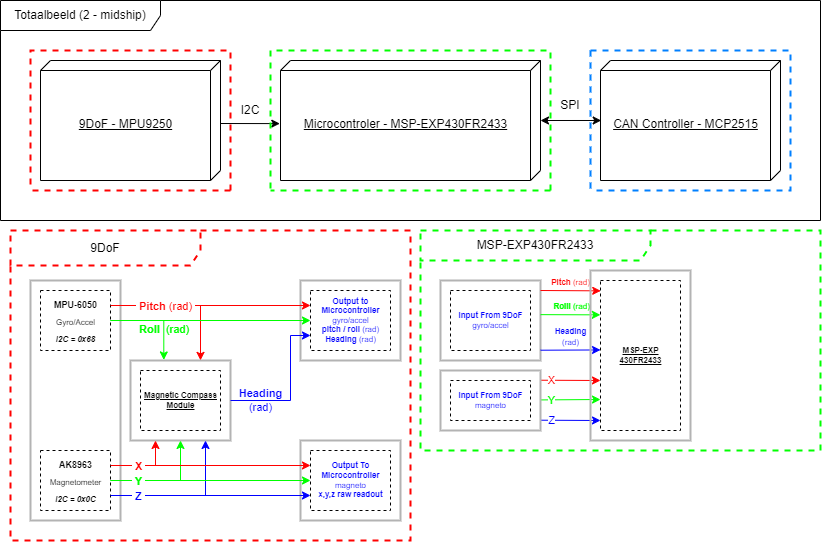 Totaalbeeld (2 - midship)
9DoF - MPU9250
I2C
Microcontroler - MSP-EXP430FR2433
SPI
CAN Controller - MCP2515
9DoF
MPU-6050
Gyro/Accel
I2C = 0x68
Pitch (rad)
Roll (rad)
Output to
Microcontroller
gyro/accel
pitch / roll (rad)
Heading (rad)
Magnetic Compass
Module
Heading
(rad)
AK8963
Magnetometer
I2C = 0x0C
X
Y
Z
Output To
Microcontroller
magneto
x,y,z raw readout
MSP-EXP430FR2433
Input From 9DoF
gyro/accel
Pitch (rad)
Rolll (rad)
Heading
(rad)
Input From 9DoF
magneto
X
Y
Z
MSP-EXP
430FR2433